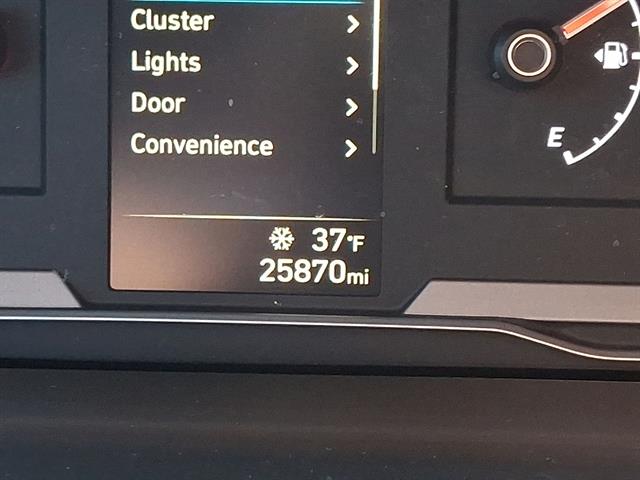 Cluster
Lights
Door
Convenience
E
37°F
25870mi